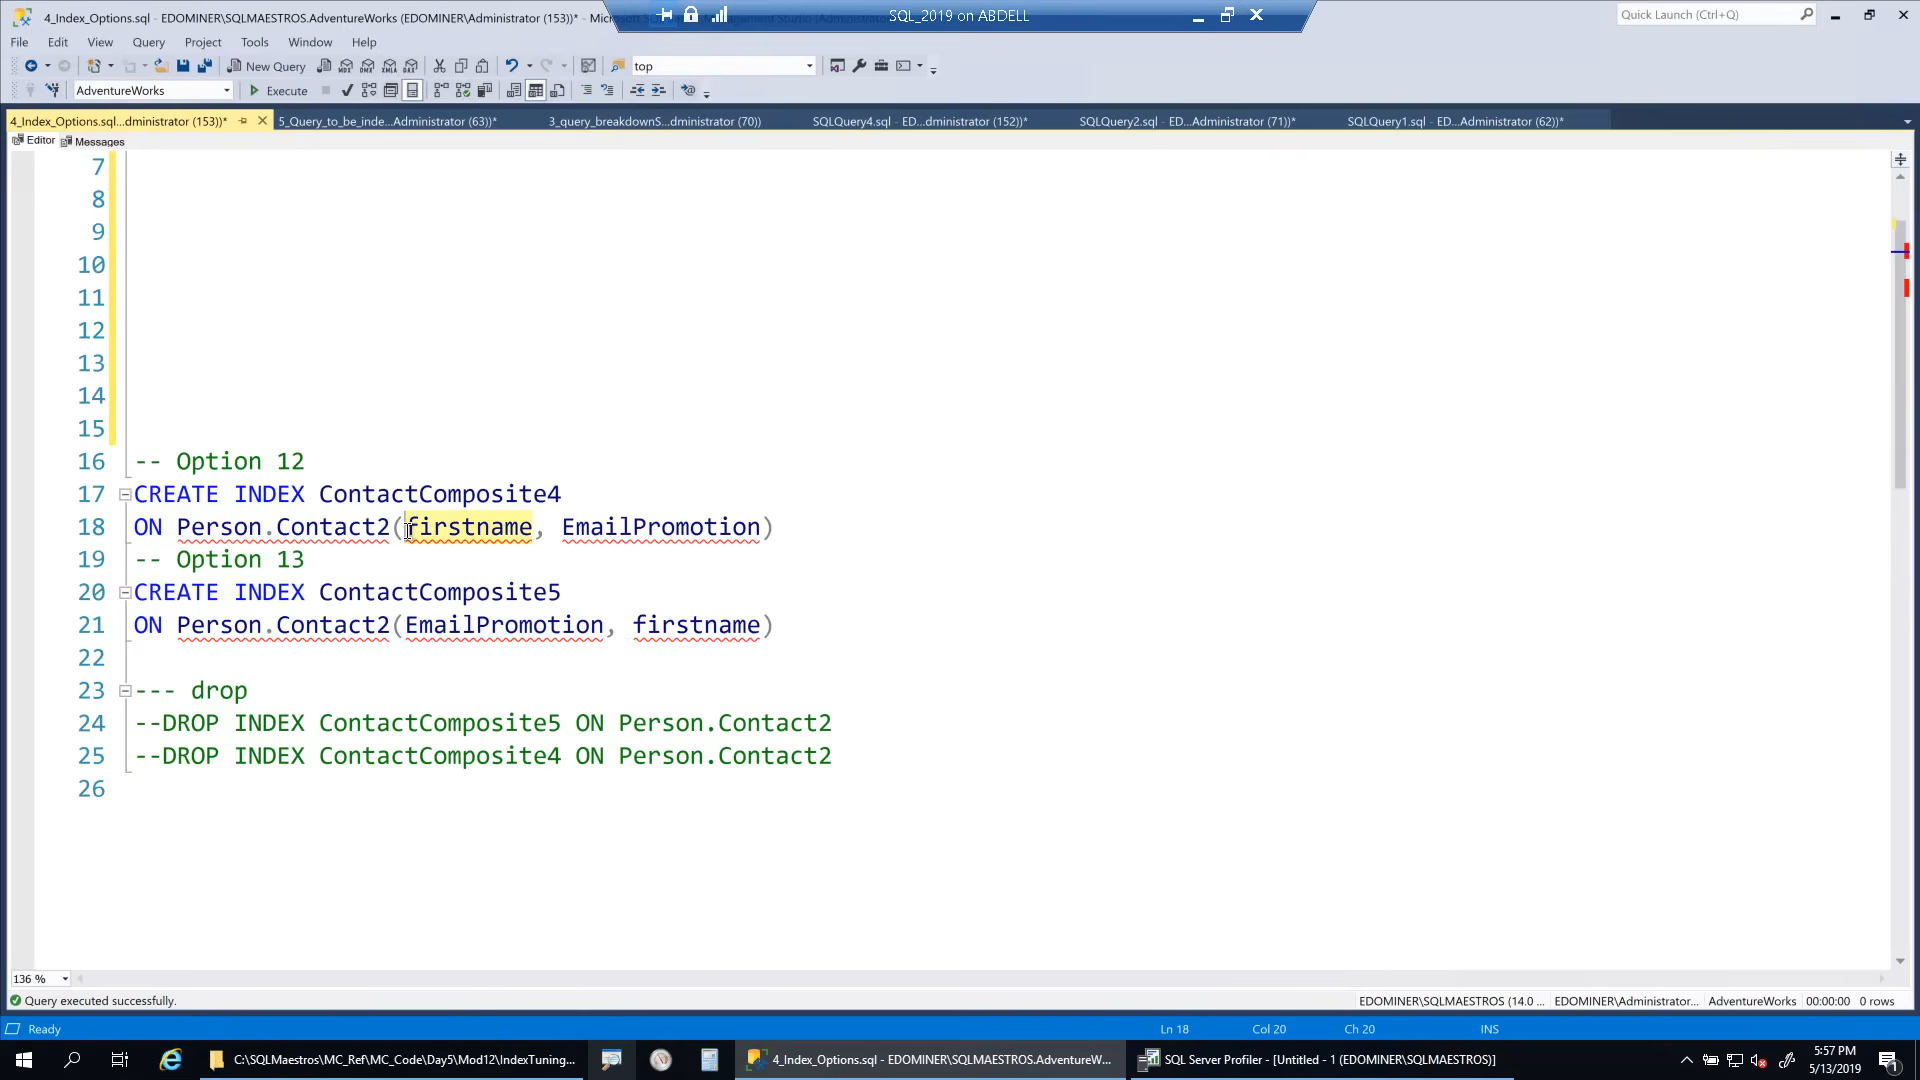 4_Index_Options.sql - EDOMINER\SQLMAESTROS.AdventureWorks (EDOMINER\Administrator (153))* - Microsoft
SQL_2019 on ABDELL
Quick Launch (Ctrl+Q)
File Edit View Query Project Tools Window Help
New Query
top
AdventureWorks
Execute
4_Index_Options.sql...dministrator (153))*
5_Query_to_be_inde...Administrator (63))*
3_query_breakdownS...dministrator (70))
SQLQuery4.sql - ED...dministrator (152))*
SQLQuery2.sql - ED...Administrator (71))*
SQLQuery1.sql - ED...Administrator (62))*
Editor Messages
7
8
9
10
11
12
13
14
15
16 -- Option 12
17 CREATE INDEX ContactComposite4
18 ON Person.Contact2(firstname, EmailPromotion)
19 -- Option 13
20 CREATE INDEX ContactComposite5
21 ON Person.Contact2(EmailPromotion, firstname)
22
23 --- drop
24 --DROP INDEX ContactComposite5 ON Person.Contact2
25 --DROP INDEX ContactComposite4 ON Person.Contact2
26
136 %
Query executed successfully.
EDOMINER\SQLMAESTROS (14.0 ...
EDOMINER\Administrator...
AdventureWorks
00:00:00
0 rows
Ready
Ln 18
Col 20
Ch 20
INS
C:\SQLMaestros\MC_Ref\MC_Code\Day5\Mod12\IndexTuning...
4_Index_Options.sql - EDOMINER\SQLMAESTROS.AdventureW...
SQL Server Profiler - [Untitled - 1 (EDOMINER\SQLMAESTROS)]
5:57 PM
5/13/2019
1